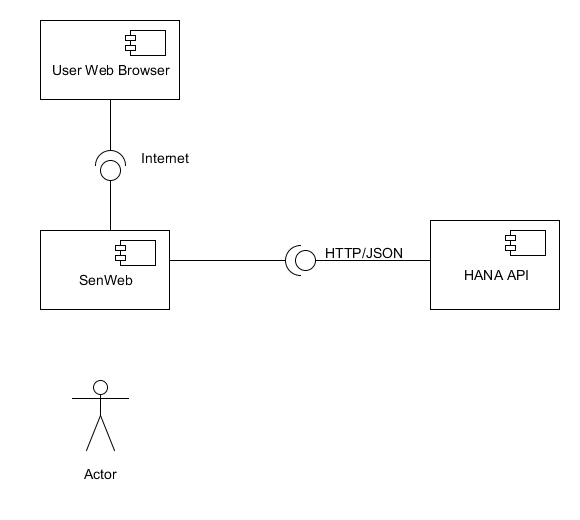 User Web Browser
Internet
SenWeb
HTTP/JSON
HANA API
Actor